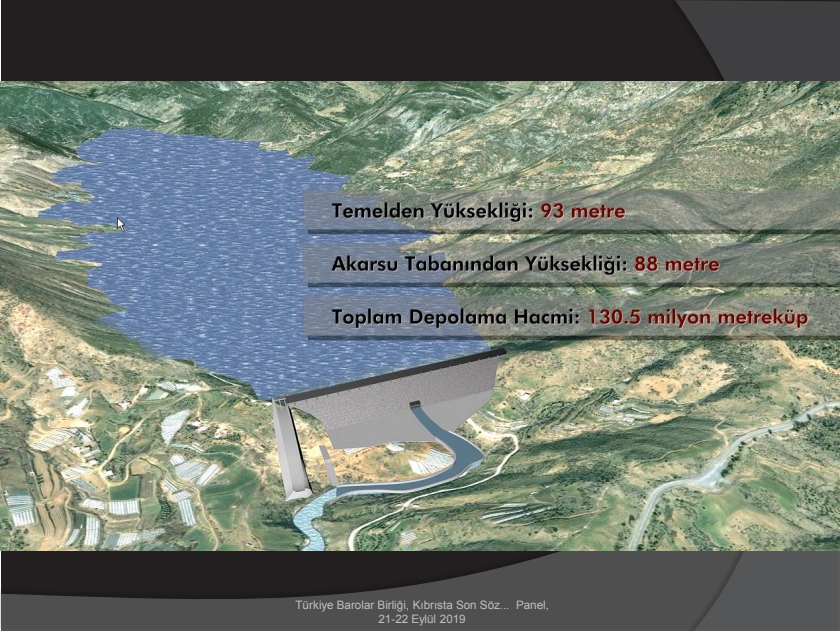 Temelden Yüksekliği: 93 metre
Akarsu Tabanından Yüksekliği: 88 metre
Toplam Depolama Hacmi: 130.5 milyon metreküp
Türkiye Barolar Birliği, Kıbrısta Son Söz... Panel,
21-22 Eylül 2019